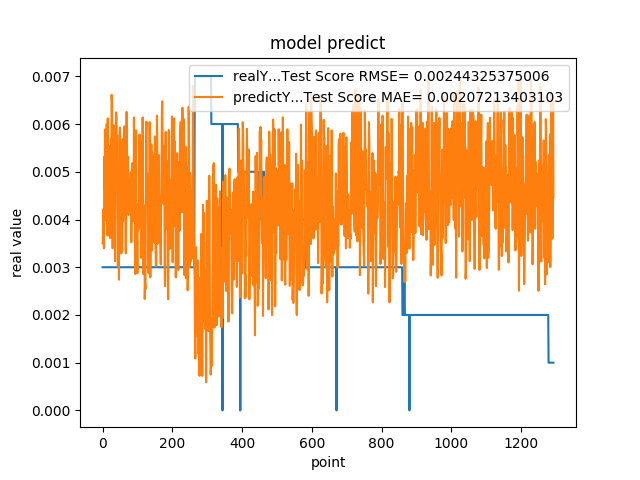 model predict
realY...Test Score RMSE= 0.00244325375006
predictY...Test Score MAE= 0.00207213403103
0.007
0.006
0.005
0.004
0.003
0.002
0.001
0.000
real value
0 200 400 600 800 1000 1200
point